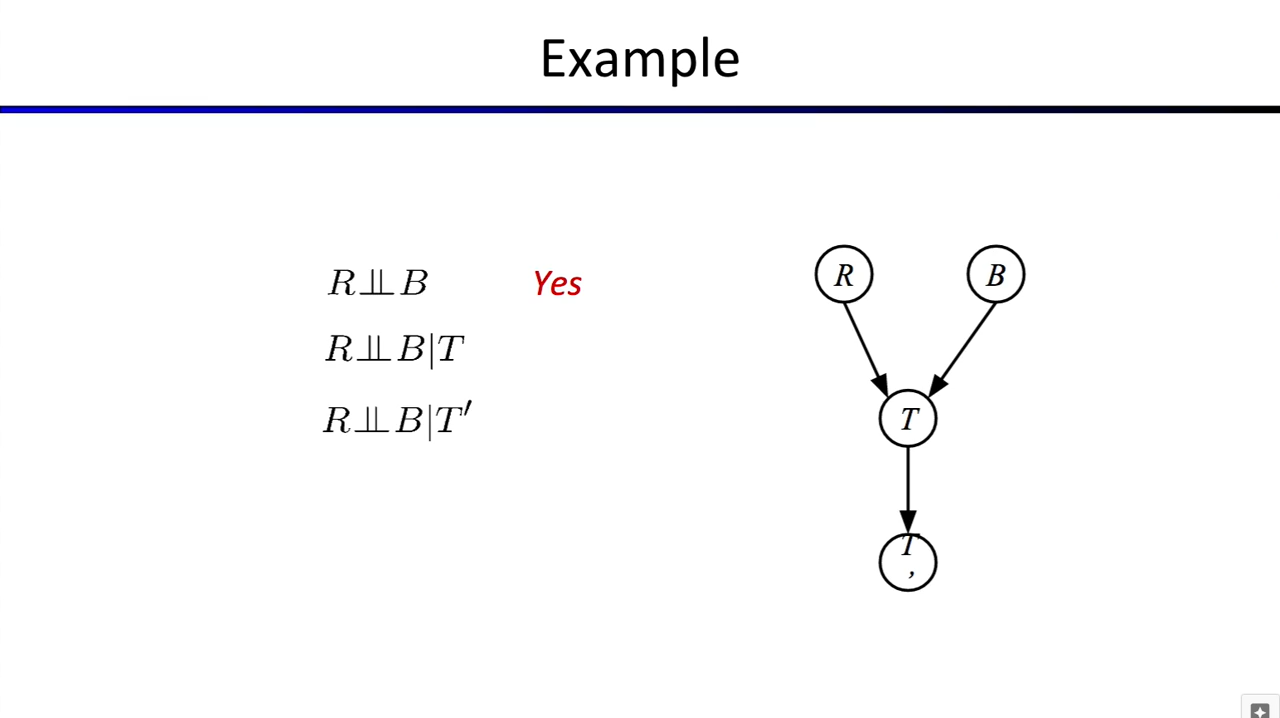 Example
R⫫B Yes
R⫫B|T
R⫫B|T′
R B
T
T
,